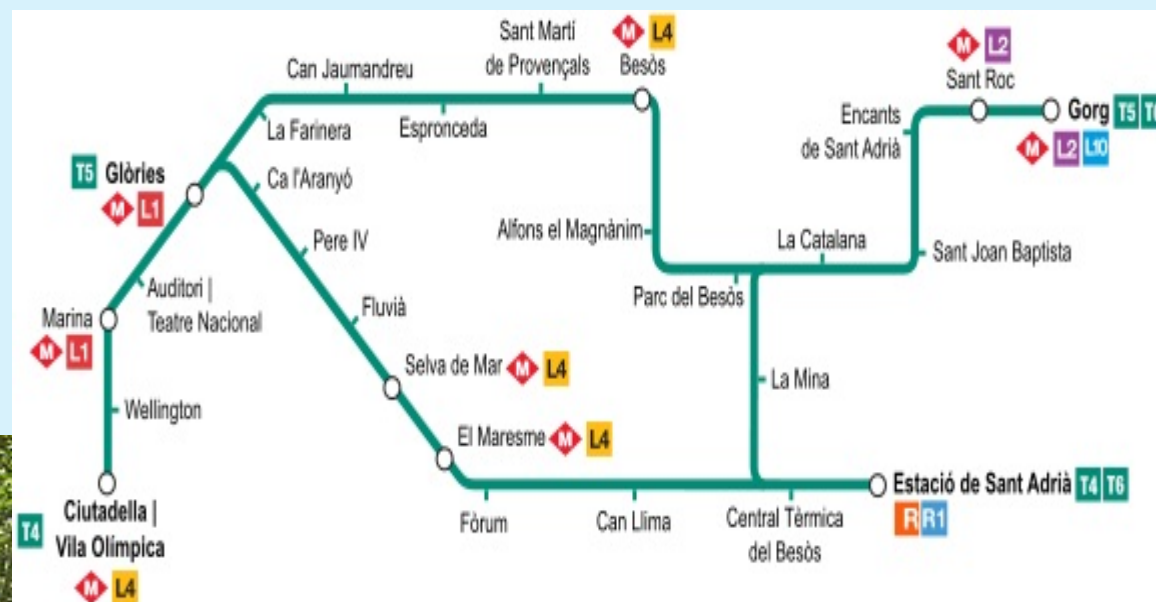 Sant Martí
de Provençals
M L4
Besòs
M L2
Sant Roc
Can Jaumandreu
La Farinera
Espronceda
Encants
de Sant Adrià
Gorg T5
M L2 L10
T5 Glòries
M L1
Ca l'Aranyó
Pere IV
Alfons el Magnànim
La Catalana
Sant Joan Baptista
Auditori |
Teatre Nacional
Parc del Besòs
Marina
M L1
Fluvià
Selva de Mar M L4
La Mina
Wellington
El Maresme M L4
Estació de Sant Adrià T4 T6
R R1
T4 Ciutadella |
Vila Olímpica
M L4
Fòrum
Can Llima
Central Tèrmica
del Besòs